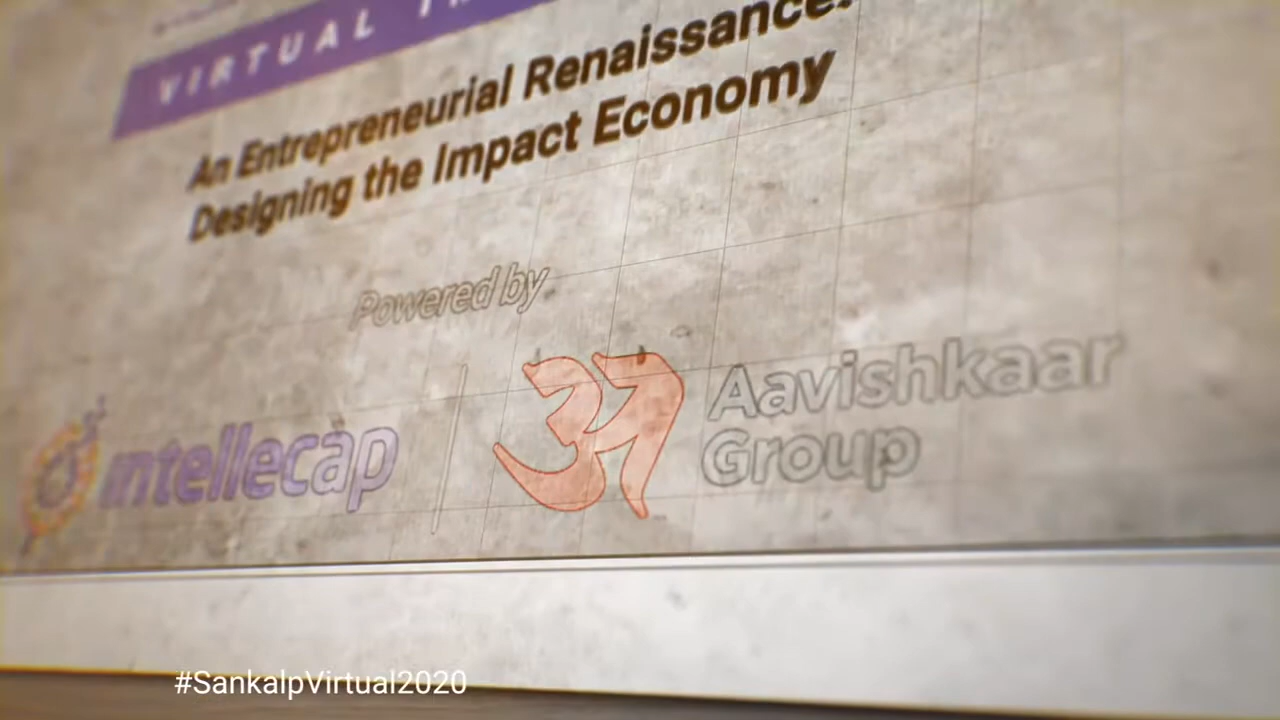 VIRTUAL
An Entrepreneurial Renaissance:
Designing the Impact Economy
Powered by
intellecap
अ Aavishkaar
Group
#SankalpVirtual2020